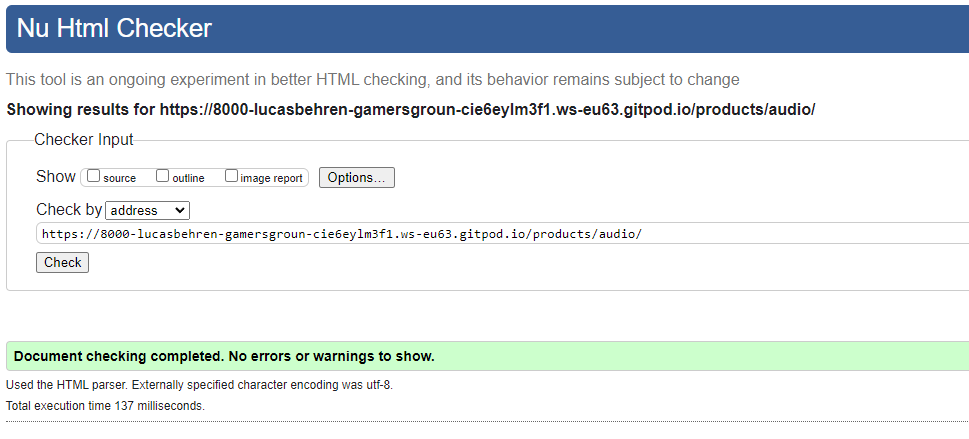 Nu Html Checker
This tool is an ongoing experiment in better HTML checking, and its behavior remains subject to change
Showing results for https://8000-lucasbehren-gamersgroun-cie6eylm3f1.ws-eu63.gitpod.io/products/audio/
Checker Input
Show source outline image report Options...
Check by address
https://8000-lucasbehren-gamersgroun-cie6eylm3f1.ws-eu63.gitpod.io/products/audio/
Check
Document checking completed. No errors or warnings to show.
Used the HTML parser. Externally specified character encoding was utf-8.
Total execution time 137 milliseconds.